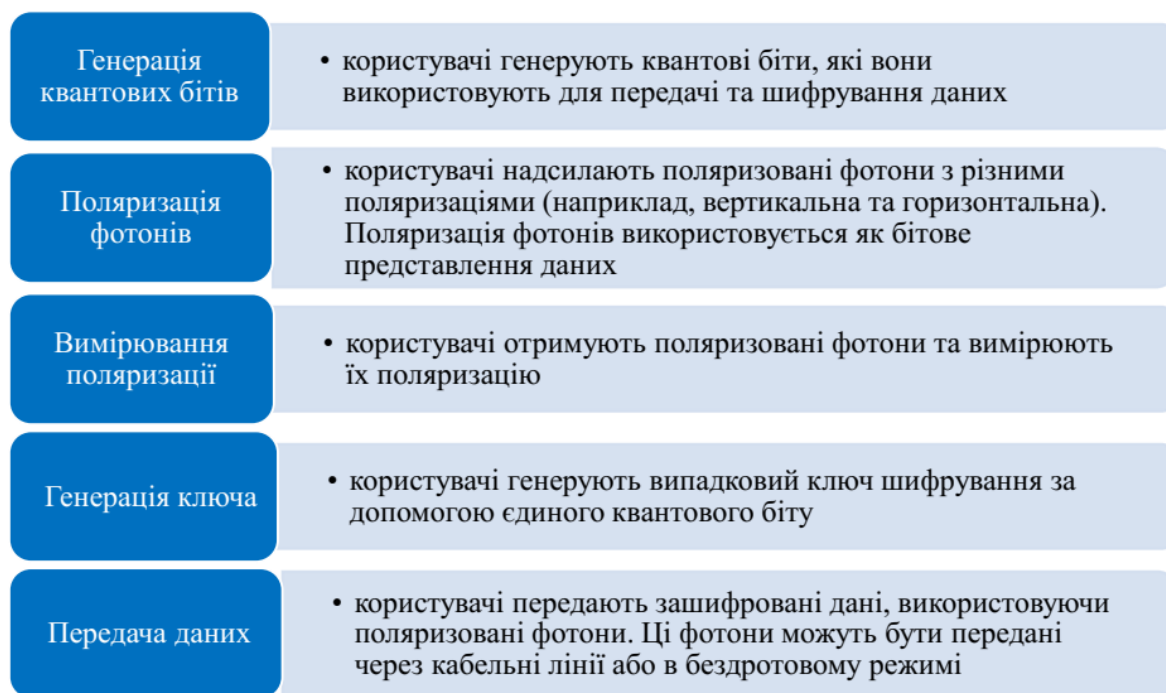 Генерація
квантових бітів
• користувачі генерують квантові біти, які вони
використовують для передачі та шифрування даних
Поляризація
фотонів
• користувачі надсилають поляризовані фотони з різними
поляризаціями (наприклад, вертикальна та горизонтальна).
Поляризація фотонів використовується як бітове
представлення даних
Вимірювання
поляризації
• користувачі отримують поляризовані фотони та вимірюють
їх поляризацію
Генерація ключа
• користувачі генерують випадковий ключ шифрування за
допомогою єдиного квантового біту
Передача даних
• користувачі передають зашифровані дані, використовуючи
поляризовані фотони. Ці фотони можуть бути передані
через кабельні лінії або в бездротовому режимі